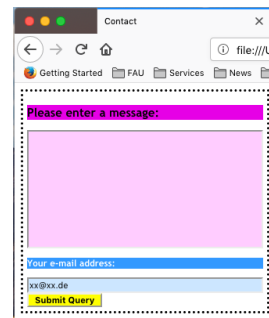 Contact
file:///U
Getting Started FAU Services News
Please enter a message:
Your e-mail address:
xx@xx.de
Submit Query